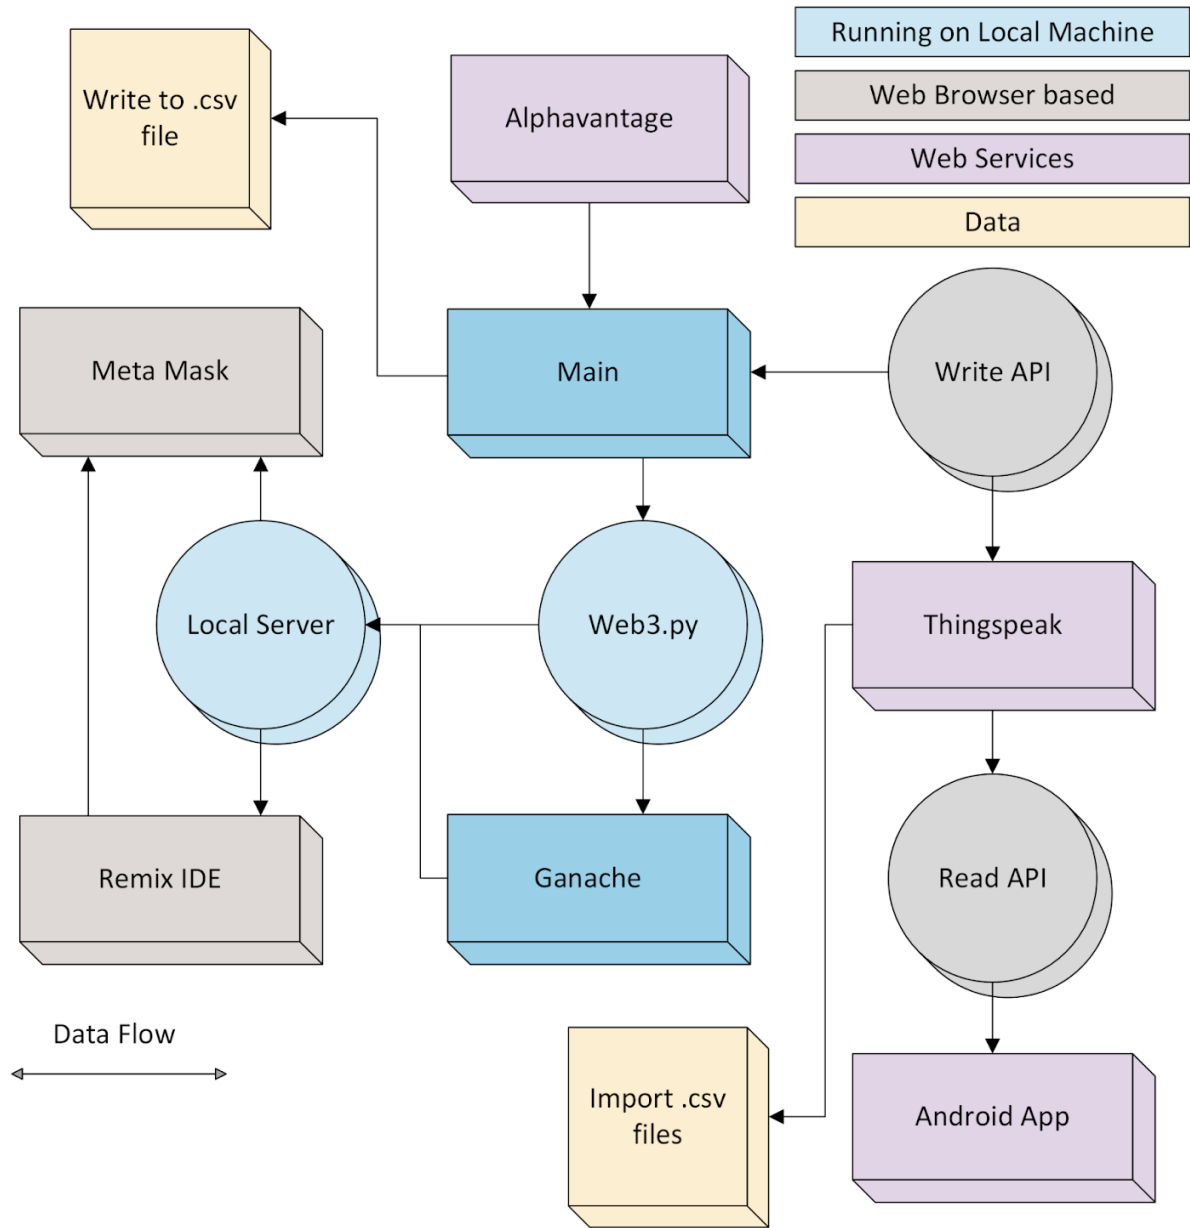 Running on Local Machine
Web Browser based
Web Services
Data
Write to .csv
file
Alphavantage
Meta Mask
Main
Write API
Local Server
Web3.py
Thingspeak
Remix IDE
Ganache
Read API
Data Flow
Import .csv
files
Android App